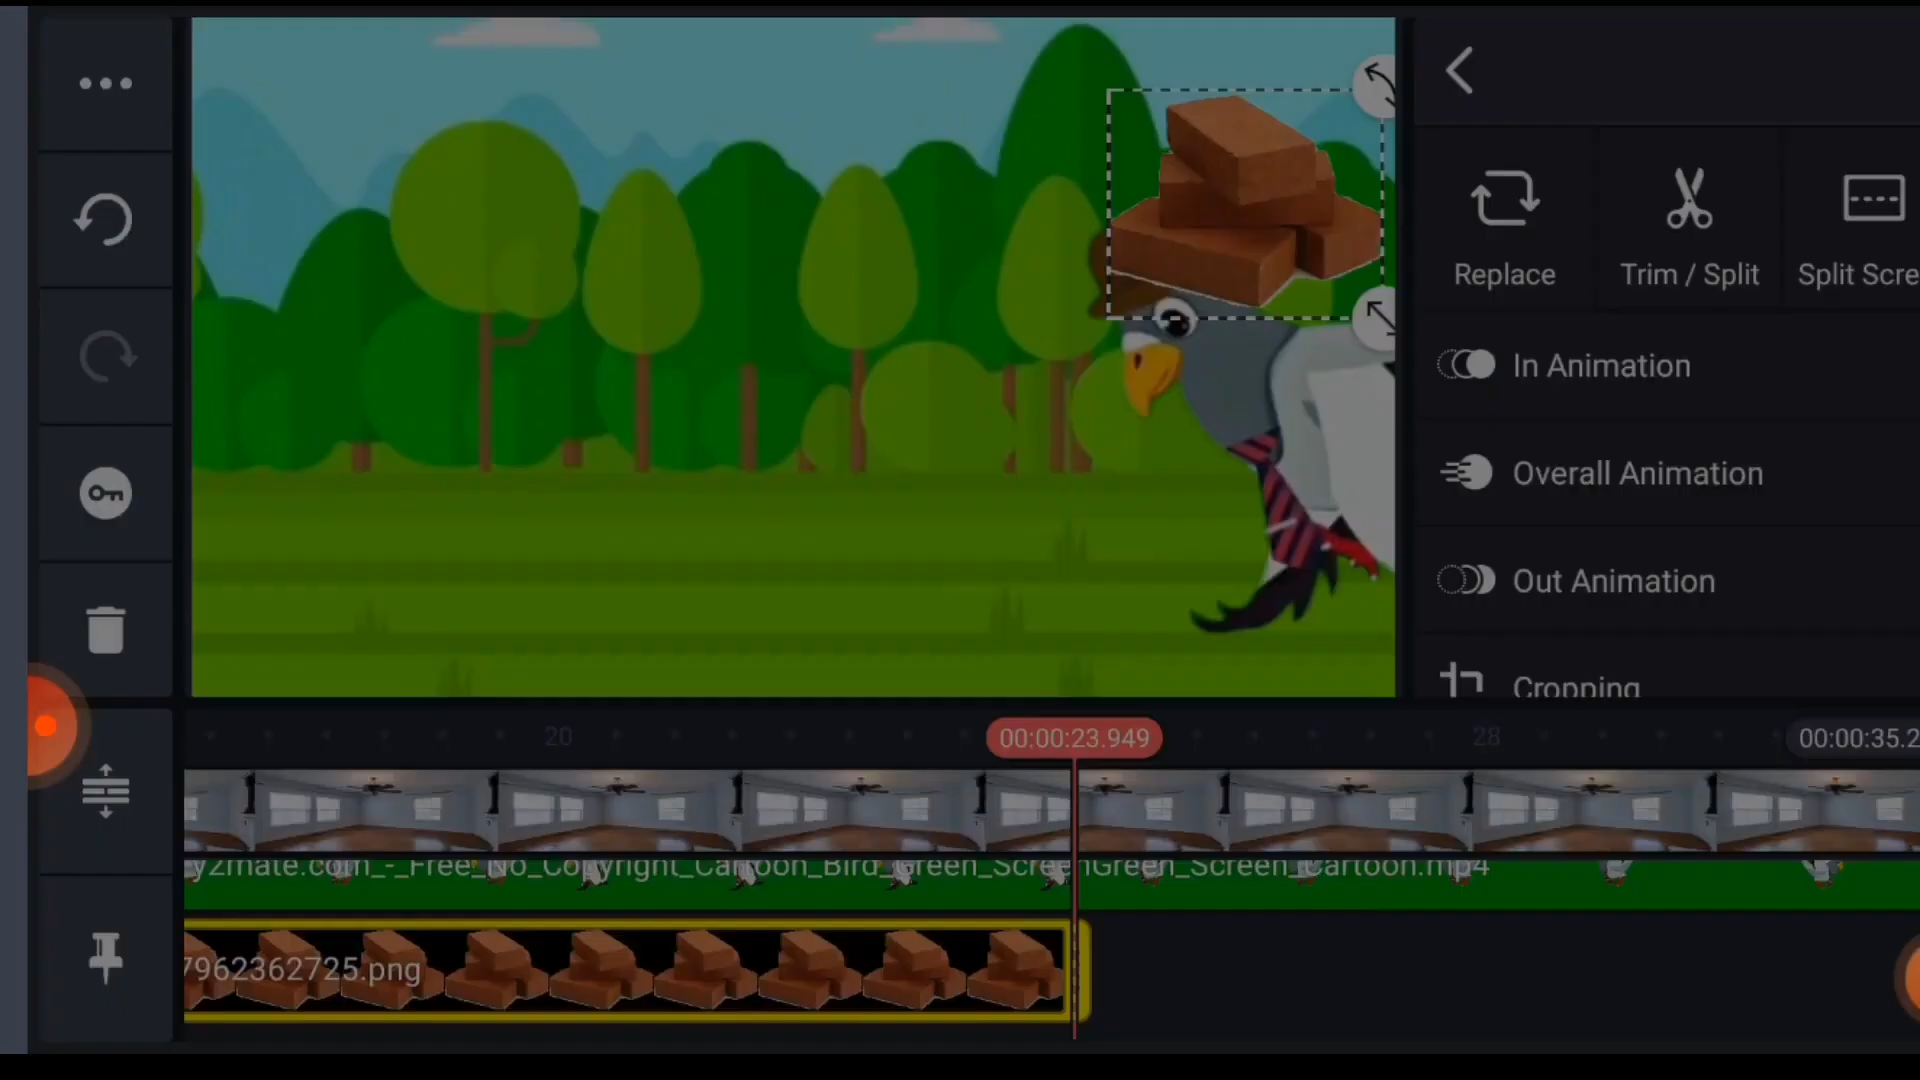 Replace
Trim / Split
Split Scre
In Animation
Overall Animation
Out Animation
Cropping
20
00:00:23.949
28
00:00:35.2
y2mate.com_-_Free_No_Copyright_Cartoon_Bird_Green_ScreenGreen_Screen_Cartoon.mp4
7962362725.png